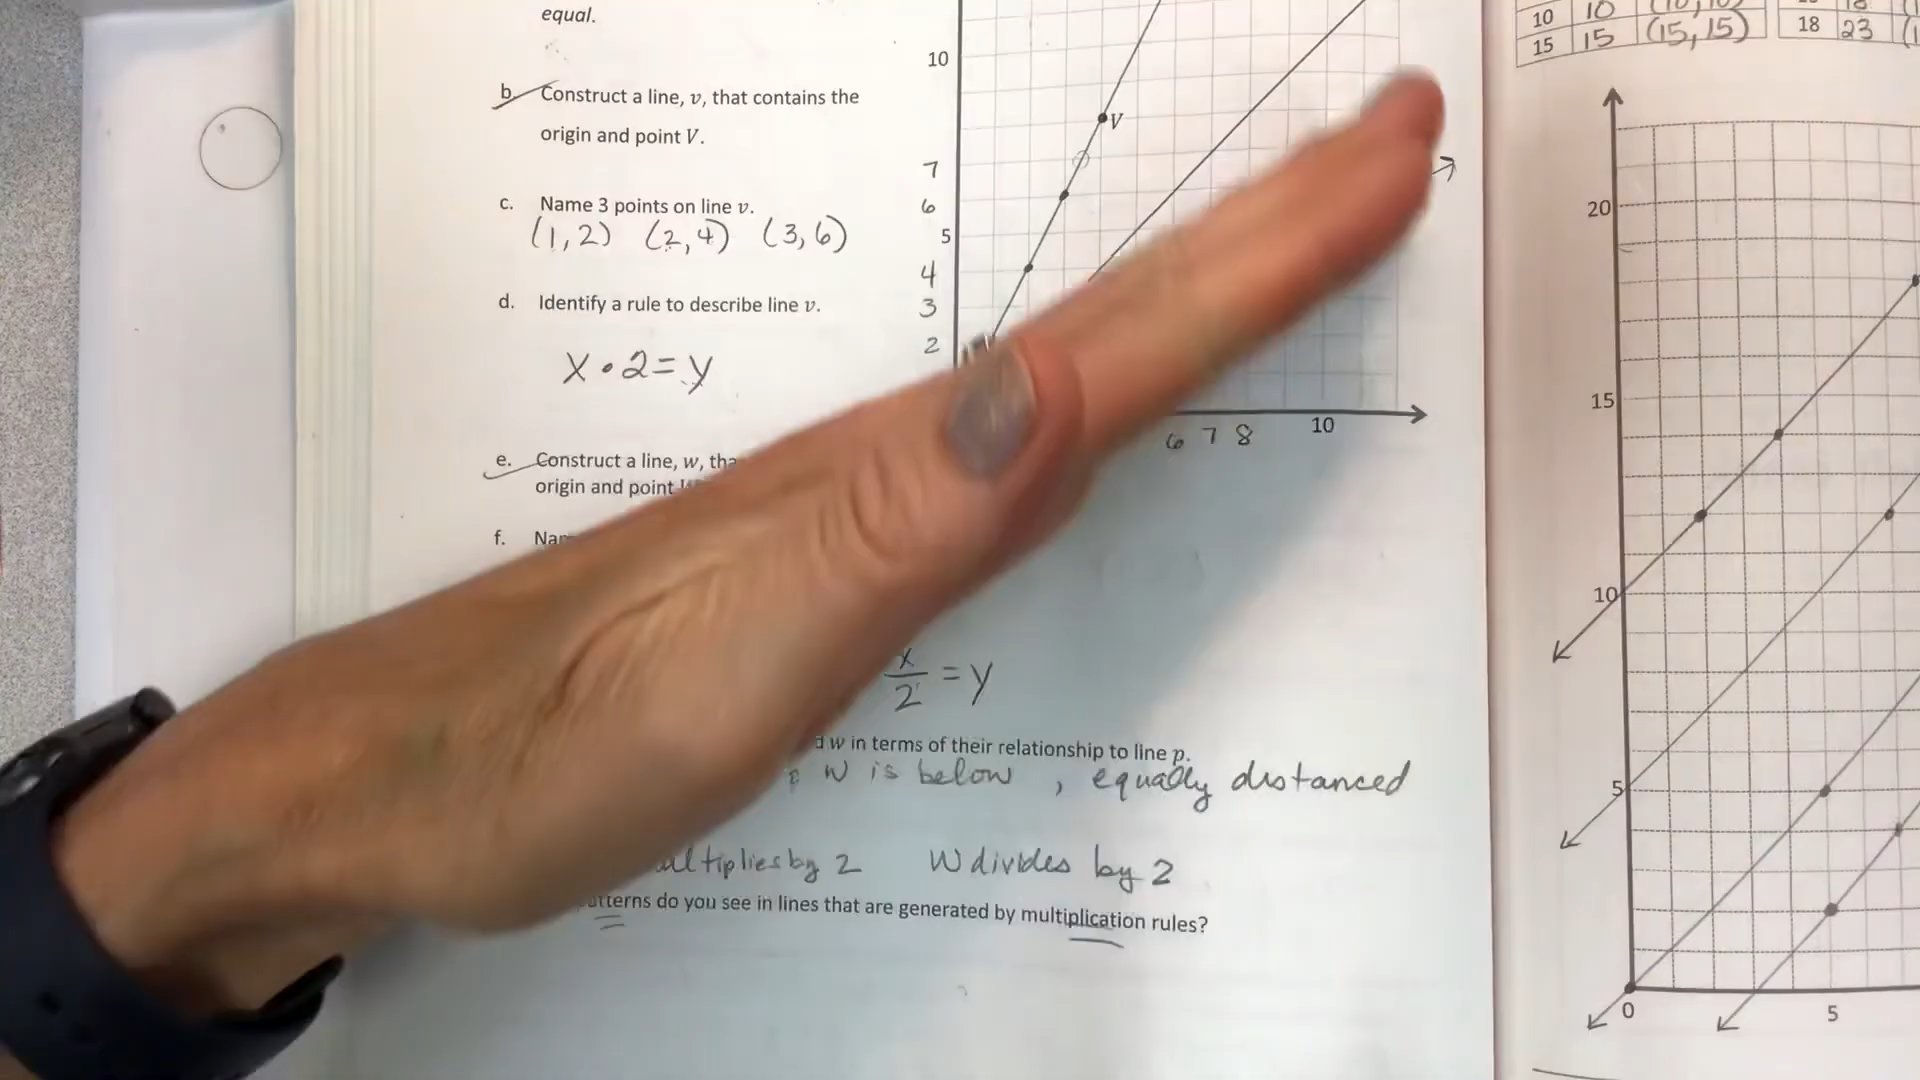 equal.
b. Construct a line, v, that contains the
origin and point V.
c. Name 3 points on line v.
(1,2) (2,4) (3,6)
d. Identify a rule to describe line v.
x • 2 = y
e. Construct a line, w,
origin and point
f.
x/2 = y
w in terms of their relationship to line p.
W is below , equally distanced
by 2 W divides by 2
do you see in lines that are generated by multiplication rules?
10
7
6
5
4
3
2
V
6 7 8 10
10 10
15 15 (15,15) 18 23
20
15
10
5
0 5